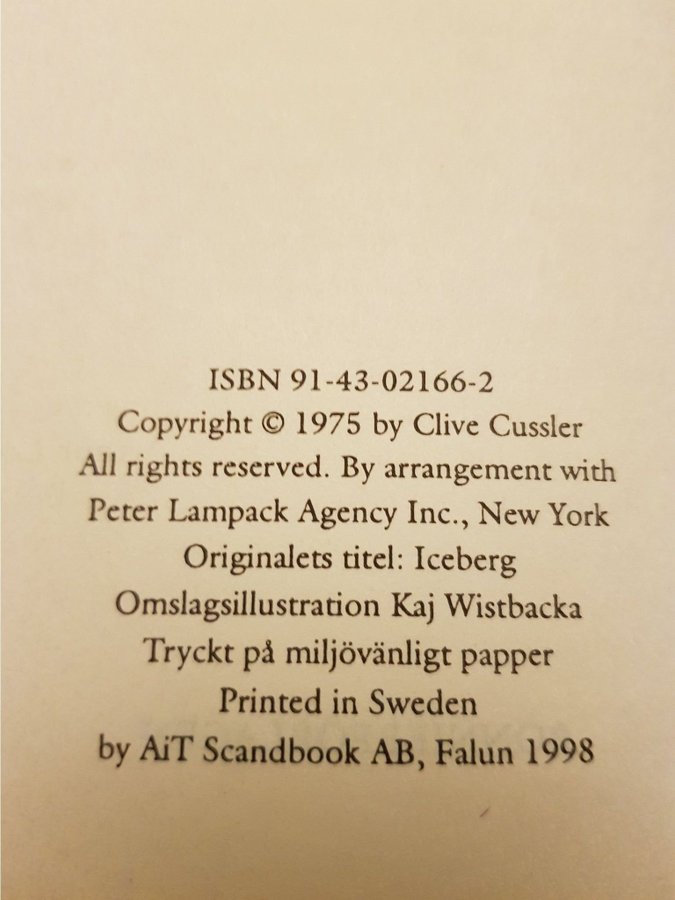 ISBN 91-43-02166-2
Copyright © 1975 by Clive Cussler
All rights reserved. By arrangement with
Peter Lampack Agency Inc., New York
Originalets titel: Iceberg
Omslagsillustration Kaj Wistbacka
Tryckt på miljövänligt papper
Printed in Sweden
by AiT Scandbook AB, Falun 1998